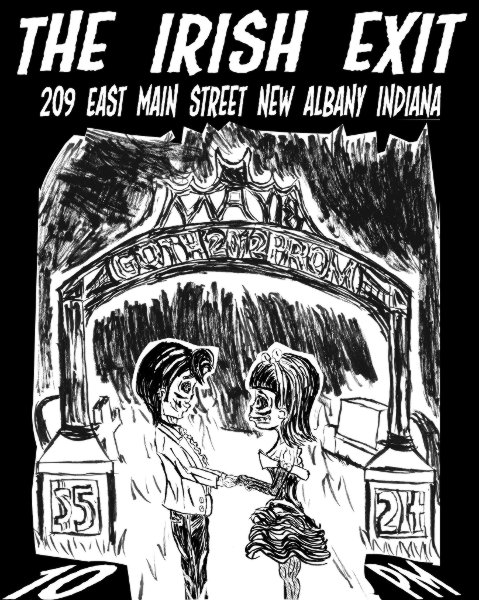 THE IRISH EXIT
209 EAST MAIN STREET NEW ALBANY INDIANA
MAY
GOTH 2012 PROM
$5
21+
10 PM